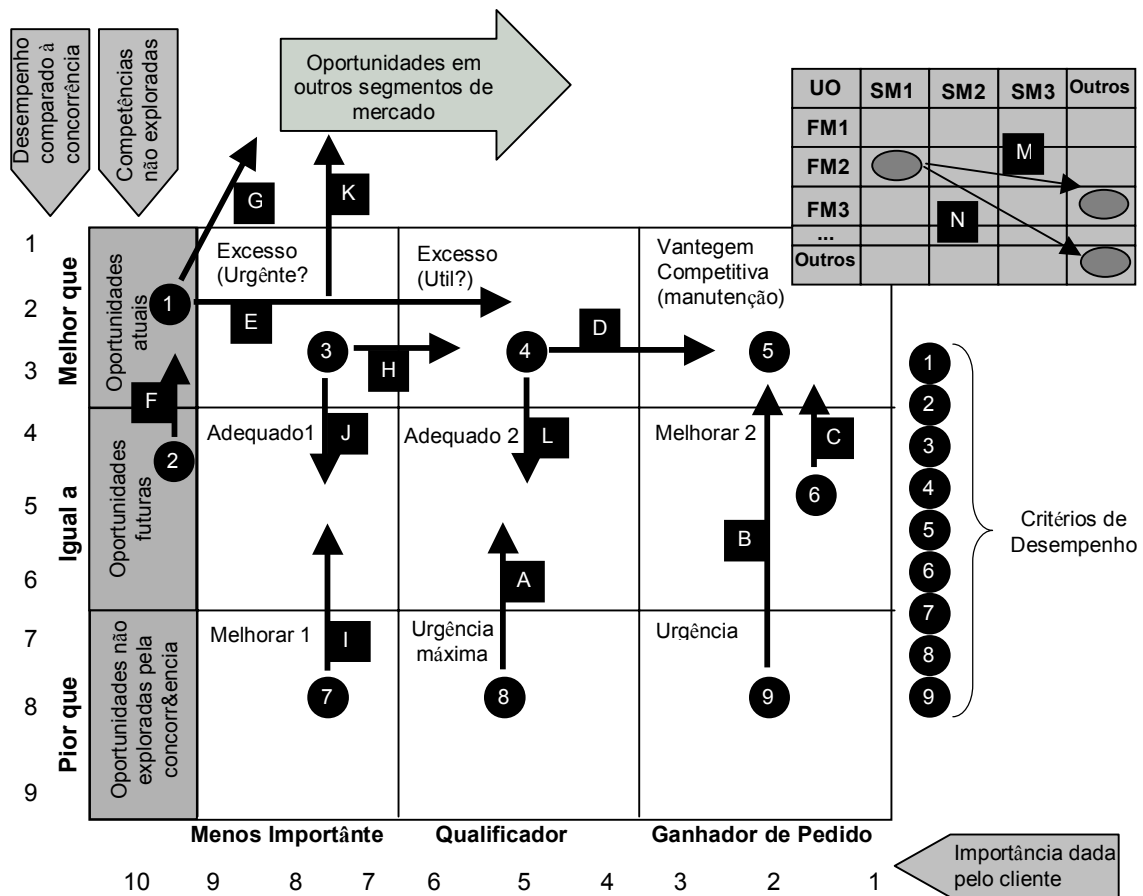 Desempenho
comparado à
concorrência
Competências
não exploradas
Oportunidades em
outros segmentos de
mercado
UO SM1 SM2 SM3 Outros
FM1
FM2
FM3
...
Outros
M
N
G
K
1
2
3
4
5
6
7
8
9
Melhor que
Igual a
Pior que
Oportunidades
atuais
Oportunidades
futuras
Oportunidades não
exploradas pela
concorr&encia
Excesso
(Urgênte?
Excesso
(Util?)
Vantegem
Competitiva
(manutenção)
1
E
3
H
4
D
5
F
2
Adequado1
J
Adequado 2
L
Melhorar 2
C
6
B
A
Melhorar 1
I
Urgência
máxima
Urgência
7
8
9
1
2
3
4
5
6
7
8
9
Critérios de
Desempenho
Menos Importânte Qualificador Ganhador de Pedido
10 9 8 7 6 5 4 3 2 1
Importância dada
pelo cliente